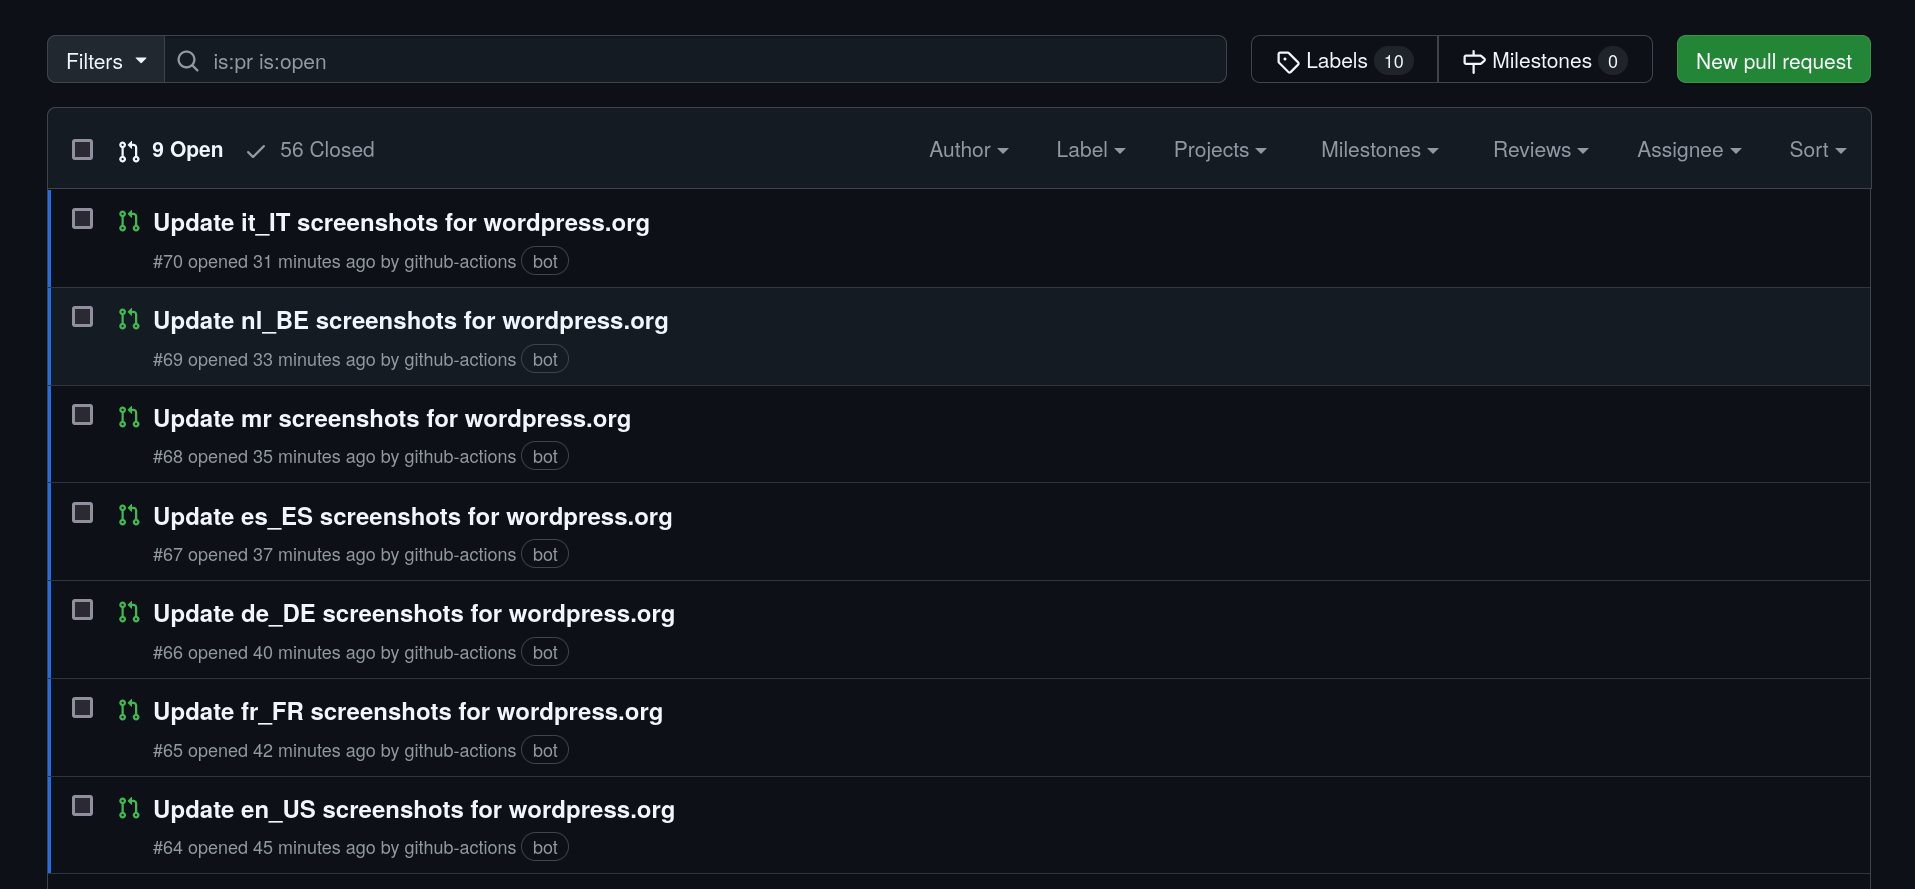 Filters is:pr is:open Labels 10 Milestones 0 New pull request
9 Open 56 Closed Author Label Projects Milestones Reviews Assignee Sort
Update it_IT screenshots for wordpress.org
#70 opened 31 minutes ago by github-actions bot
Update nl_BE screenshots for wordpress.org
#69 opened 33 minutes ago by github-actions bot
Update mr screenshots for wordpress.org
#68 opened 35 minutes ago by github-actions bot
Update es_ES screenshots for wordpress.org
#67 opened 37 minutes ago by github-actions bot
Update de_DE screenshots for wordpress.org
#66 opened 40 minutes ago by github-actions bot
Update fr_FR screenshots for wordpress.org
#65 opened 42 minutes ago by github-actions bot
Update en_US screenshots for wordpress.org
#64 opened 45 minutes ago by github-actions bot